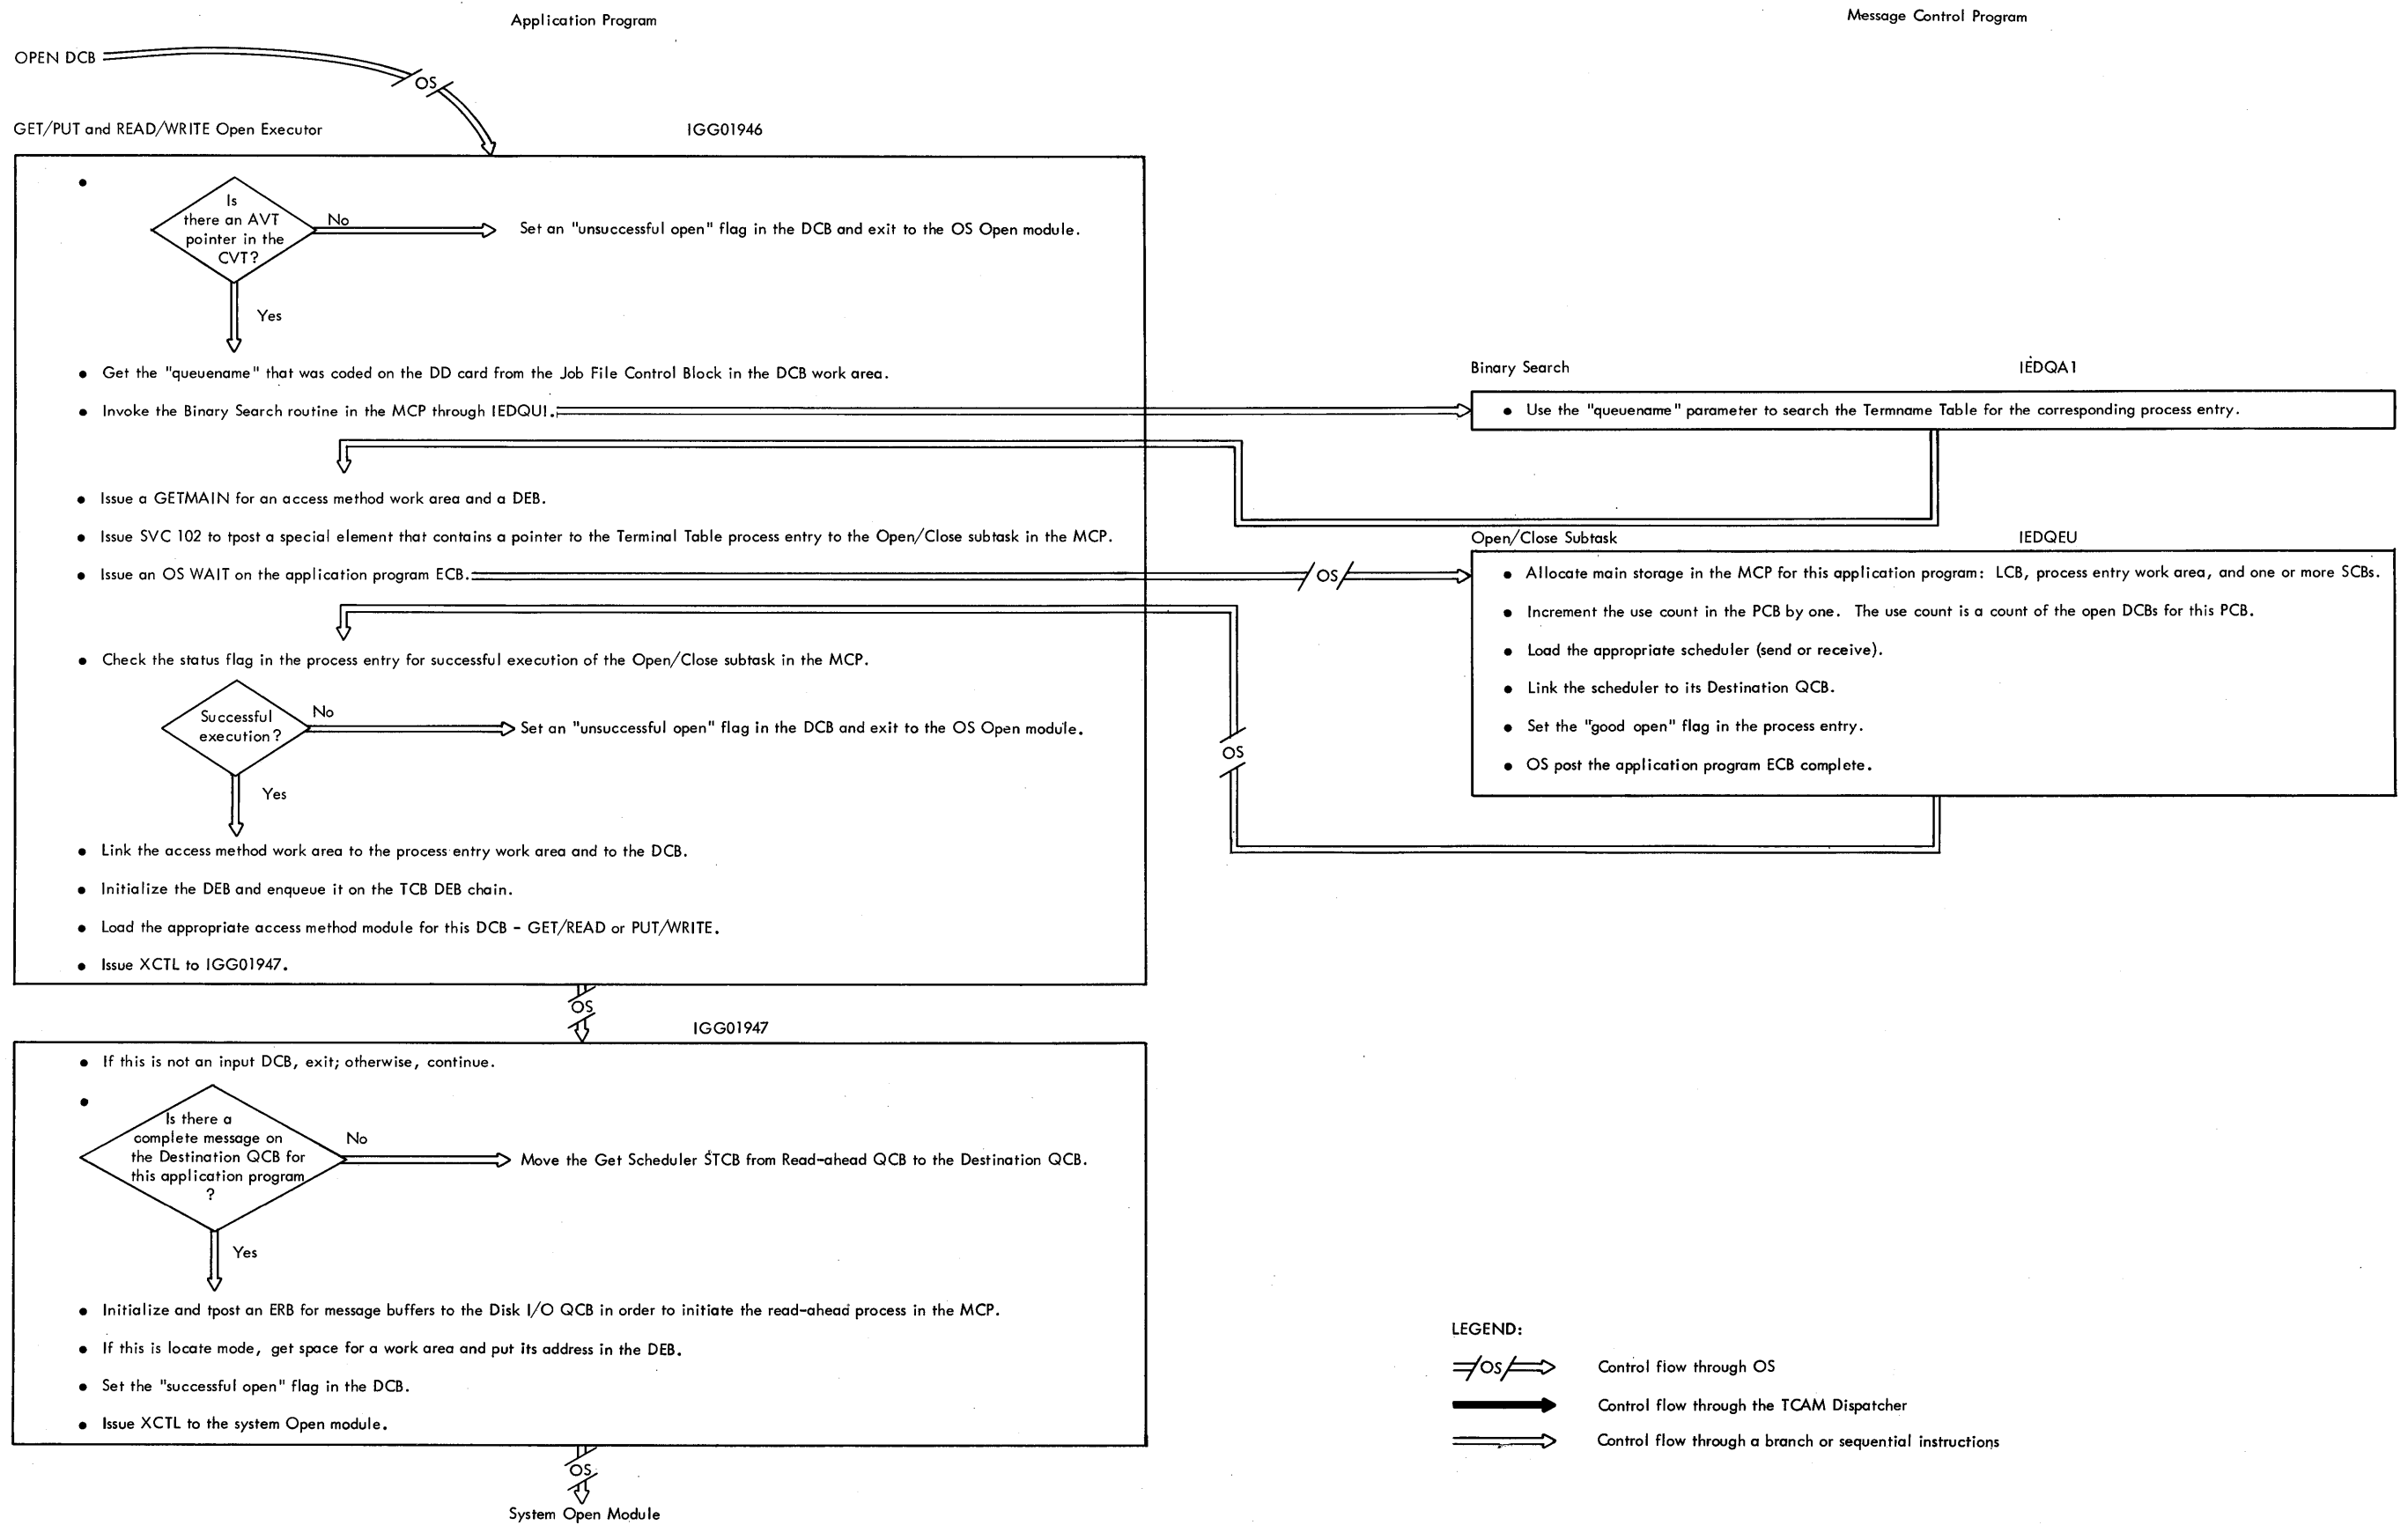 Application Program
Message Control Program
OPEN DCB
OS
GET/PUT and READ/WRITE Open Executor
IGG01946
Is
there an AVT
pointer in the
CVT?
No
Set an "unsuccessful open" flag in the DCB and exit to the OS Open module.
Yes
• Get the "queuename" that was coded on the DD card from the Job File Control Block in the DCB work area.
• Invoke the Binary Search routine in the MCP through IEDQUI.
Binary Search
IEDQA1
• Use the "queuename" parameter to search the Termname Table for the corresponding process entry.
• Issue a GETMAIN for an access method work area and a DEB.
• Issue SVC 102 to tpost a special element that contains a pointer to the Terminal Table process entry to the Open/Close subtask in the MCP.
• Issue an OS WAIT on the application program ECB.
OS
Open/Close Subtask
IEDQEU
• Allocate main storage in the MCP for this application program: LCB, process entry work area, and one or more SCBs.
• Increment the use count in the PCB by one. The use count is a count of the open DCBs for this PCB.
• Load the appropriate scheduler (send or receive).
• Link the scheduler to its Destination QCB.
• Set the "good open" flag in the process entry.
• OS post the application program ECB complete.
OS
• Check the status flag in the process entry for successful execution of the Open/Close subtask in the MCP.
Successful
execution?
No
Set an "unsuccessful open" flag in the DCB and exit to the OS Open module.
Yes
• Link the access method work area to the process entry work area and to the DCB.
• Initialize the DEB and enqueue it on the TCB DEB chain.
• Load the appropriate access method module for this DCB - GET/READ or PUT/WRITE.
• Issue XCTL to IGG01947.
OS
IGG01947
• If this is not an input DCB, exit; otherwise, continue.
Is there a
complete message on
the Destination QCB for
this application program
?
No
Move the Get Scheduler STCB from Read-ahead QCB to the Destination QCB.
Yes
• Initialize and tpost an ERB for message buffers to the Disk I/O QCB in order to initiate the read-ahead process in the MCP.
• If this is locate mode, get space for a work area and put its address in the DEB.
• Set the "successful open" flag in the DCB.
• Issue XCTL to the system Open module.
OS
System Open Module
LEGEND:
OS
Control flow through OS
Control flow through the TCAM Dispatcher
Control flow through a branch or sequential instructions